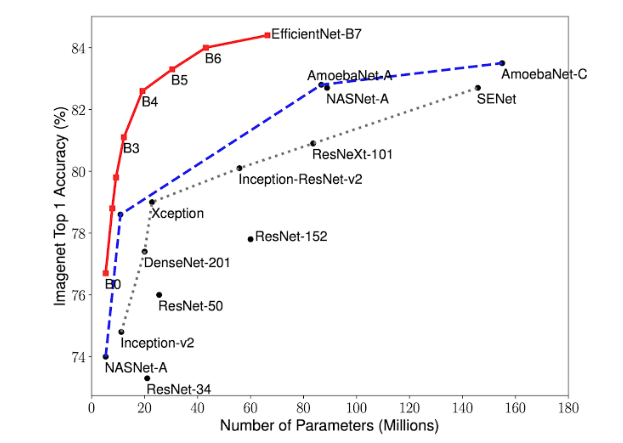 EfficientNet-B7
84
B6
B5
AmoebaNet-A
AmoebaNet-C
B4
NASNet-A
SENet
82
B3
ResNeXt-101
80
Inception-ResNet-v2
Xception
78
ResNet-152
DenseNet-201
B0
76
ResNet-50
Inception-v2
74
NASNet-A
ResNet-34
0 20 40 60 80 100 120 140 160 180
Number of Parameters (Millions)
Imagenet Top 1 Accuracy (%)